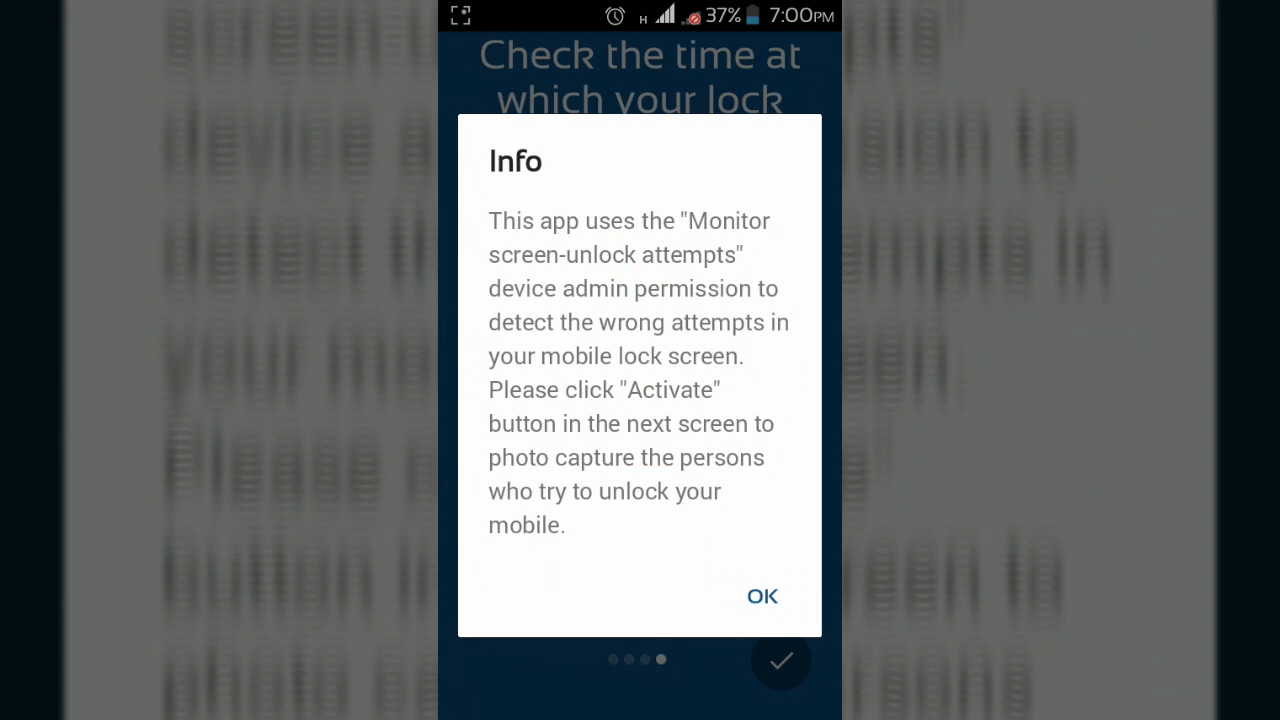 H 37% 7:00PM
Check the time at
which your lock
Info
This app uses the "Monitor
screen-unlock attempts"
device admin permission to
detect the wrong attempts in
your mobile lock screen.
Please click "Activate"
button in the next screen to
photo capture the persons
who try to unlock your
mobile.
OK